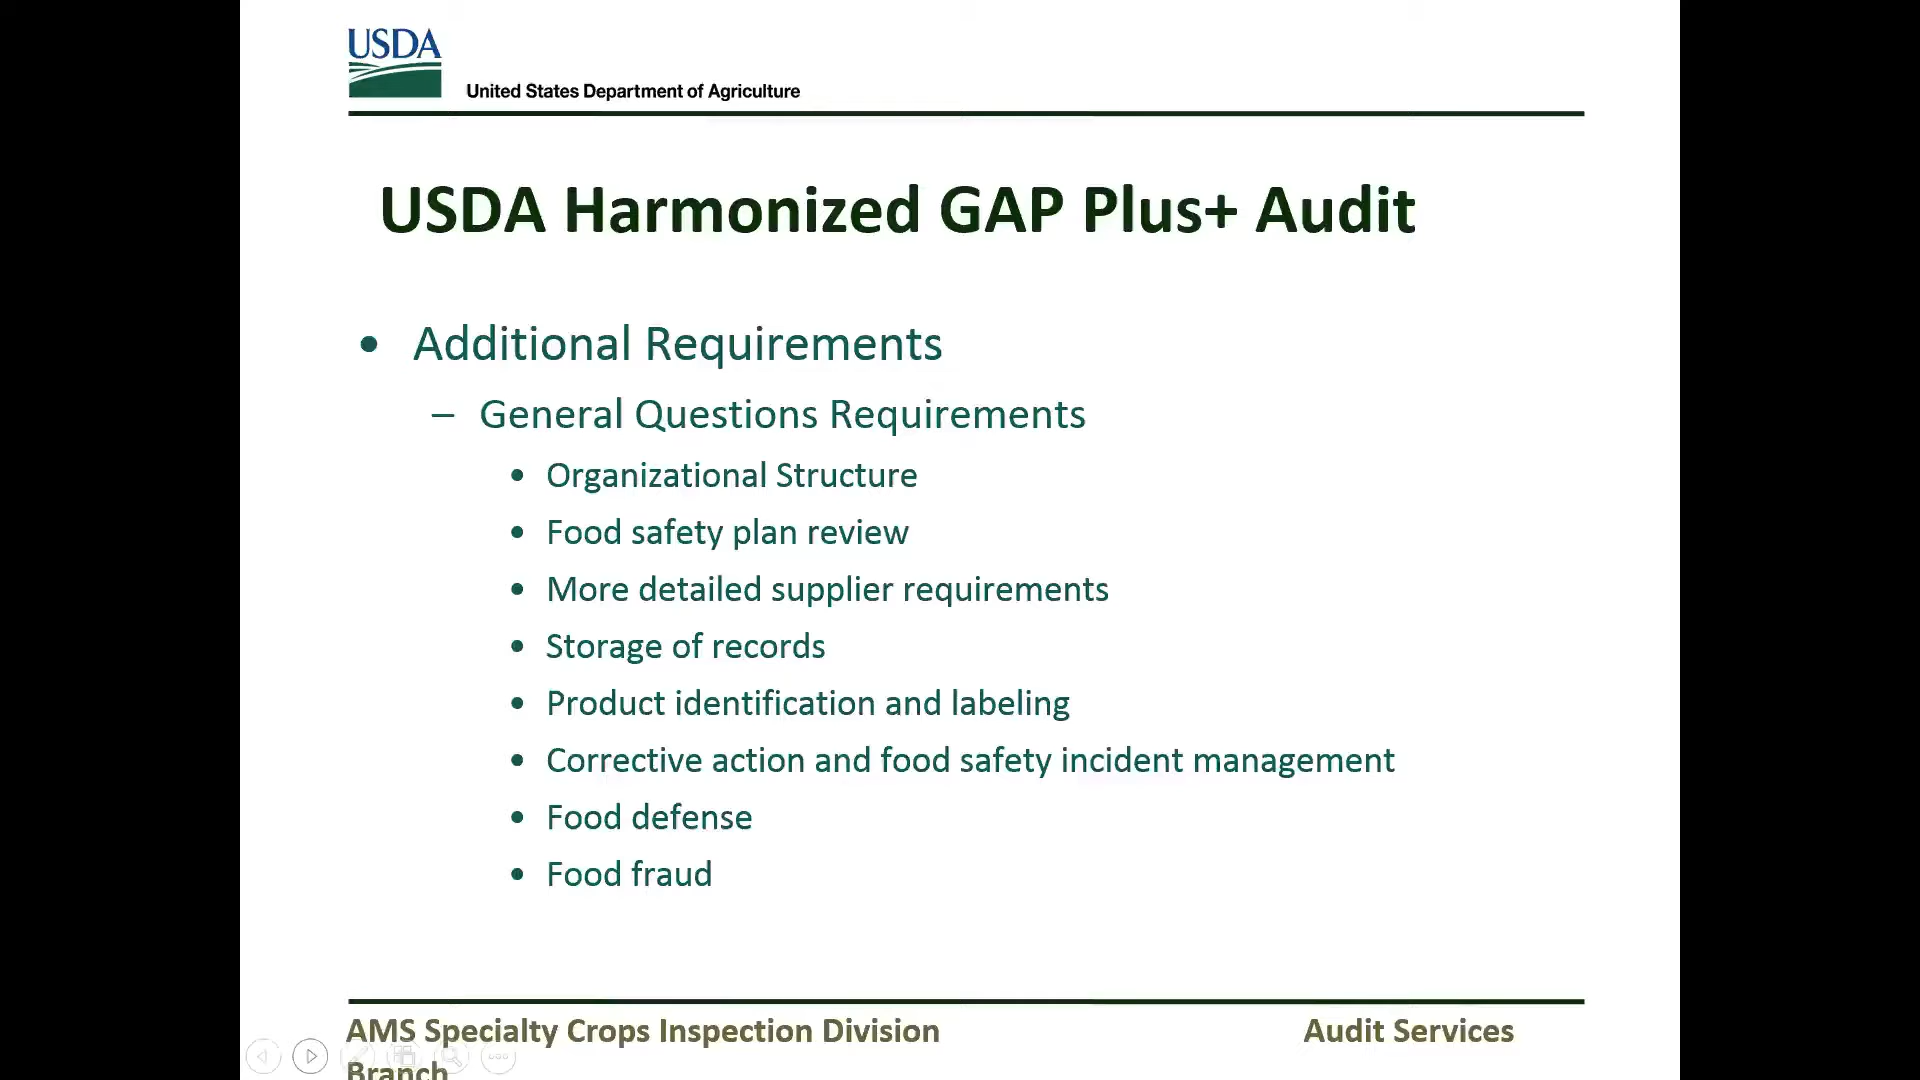 USDA
United States Department of Agriculture
USDA Harmonized GAP Plus+ Audit
• Additional Requirements
– General Questions Requirements
• Organizational Structure
• Food safety plan review
• More detailed supplier requirements
• Storage of records
• Product identification and labeling
• Corrective action and food safety incident management
• Food defense
• Food fraud
AMS Specialty Crops Inspection Division Audit Services
Branch